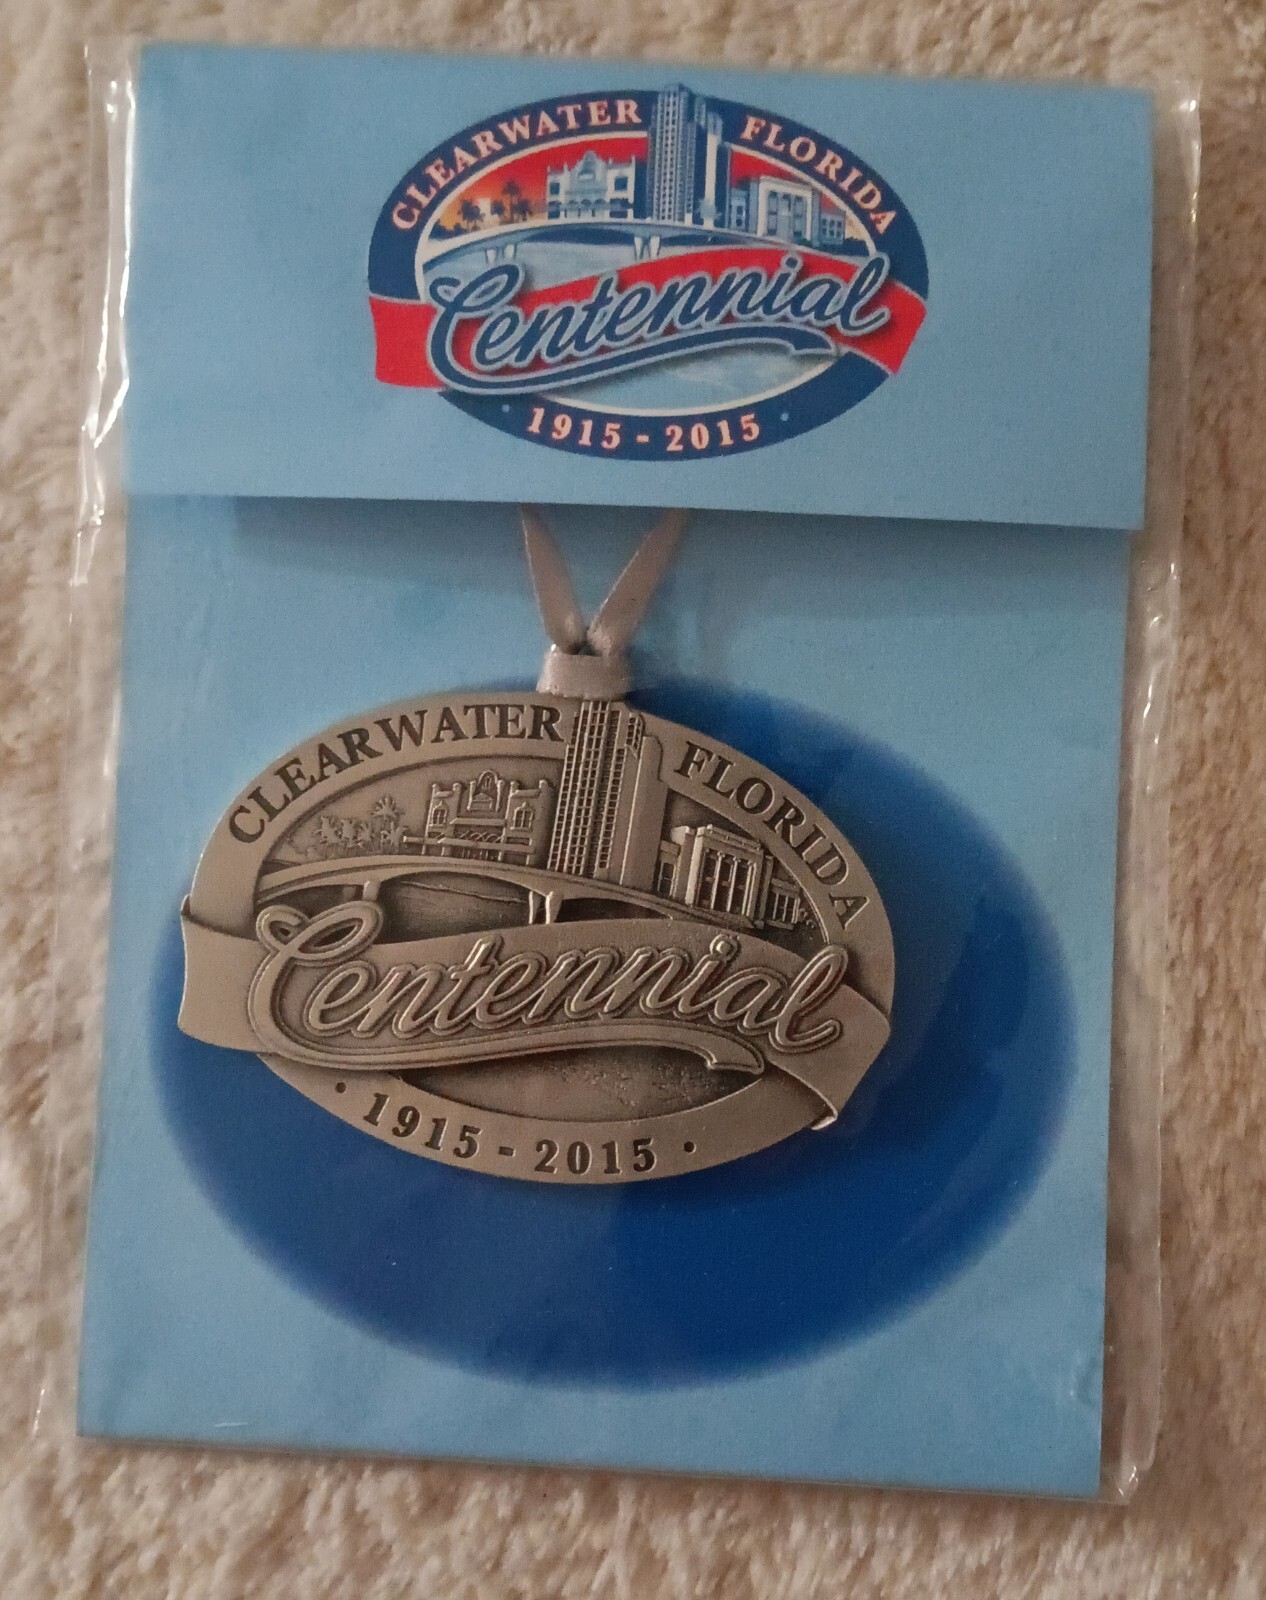 CLEARWATER FLORIDA
Centennial
· 1915 - 2015 ·
CLEARWATER FLORIDA
Centennial
· 1915 - 2015 ·